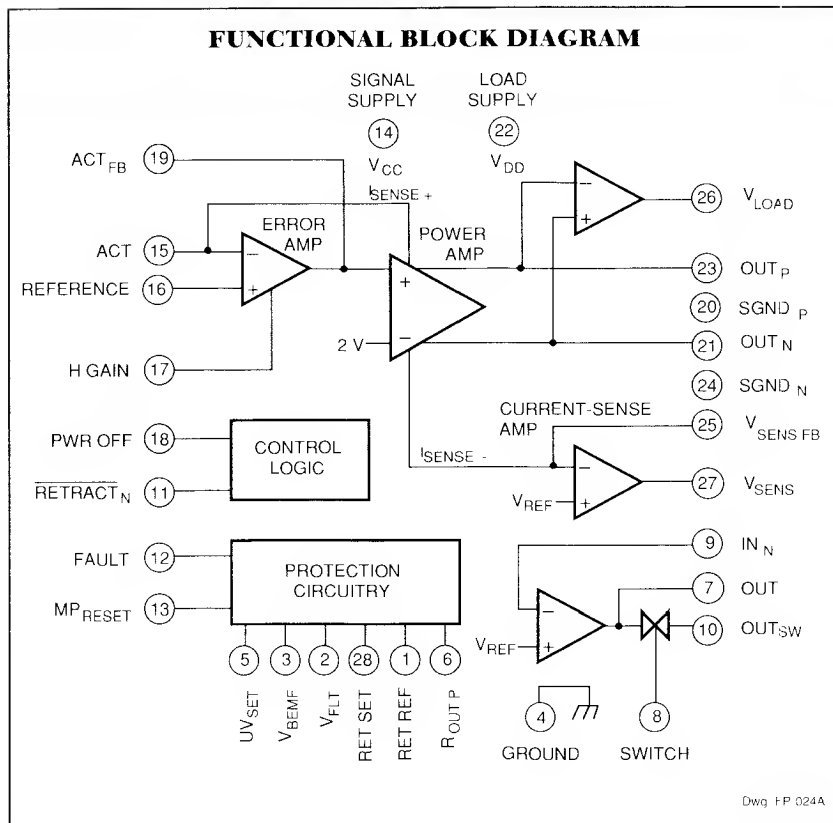 FUNCTIONAL BLOCK DIAGRAM
SIGNAL
SUPPLY
LOAD
SUPPLY
14
22
VCC
VDD
ACTFB
19
ISENSE +
ERROR
AMP
POWER
AMP
−
+
26
VLOAD
ACT
15
−
REFERENCE
16
+
+
−
2 V
23
OUTP
20
SGND P
H GAIN
17
21
OUTN
24
SGND N
PWR OFF
18
CONTROL
LOGIC
RETRACTN
11
ISENSE -
CURRENT-SENSE
AMP
25
VSENS FB
−
VREF
+
27
VSENS
FAULT
12
PROTECTION
CIRCUITRY
MPRESET
13
9
INN
−
VREF
+
7
OUT
10
OUTSW
5
3
2
28
1
6
UVSET
VBEMF
VFLT
RET SET
RET REF
ROUT P
4
GROUND
8
SWITCH
Dwg. FP 024A